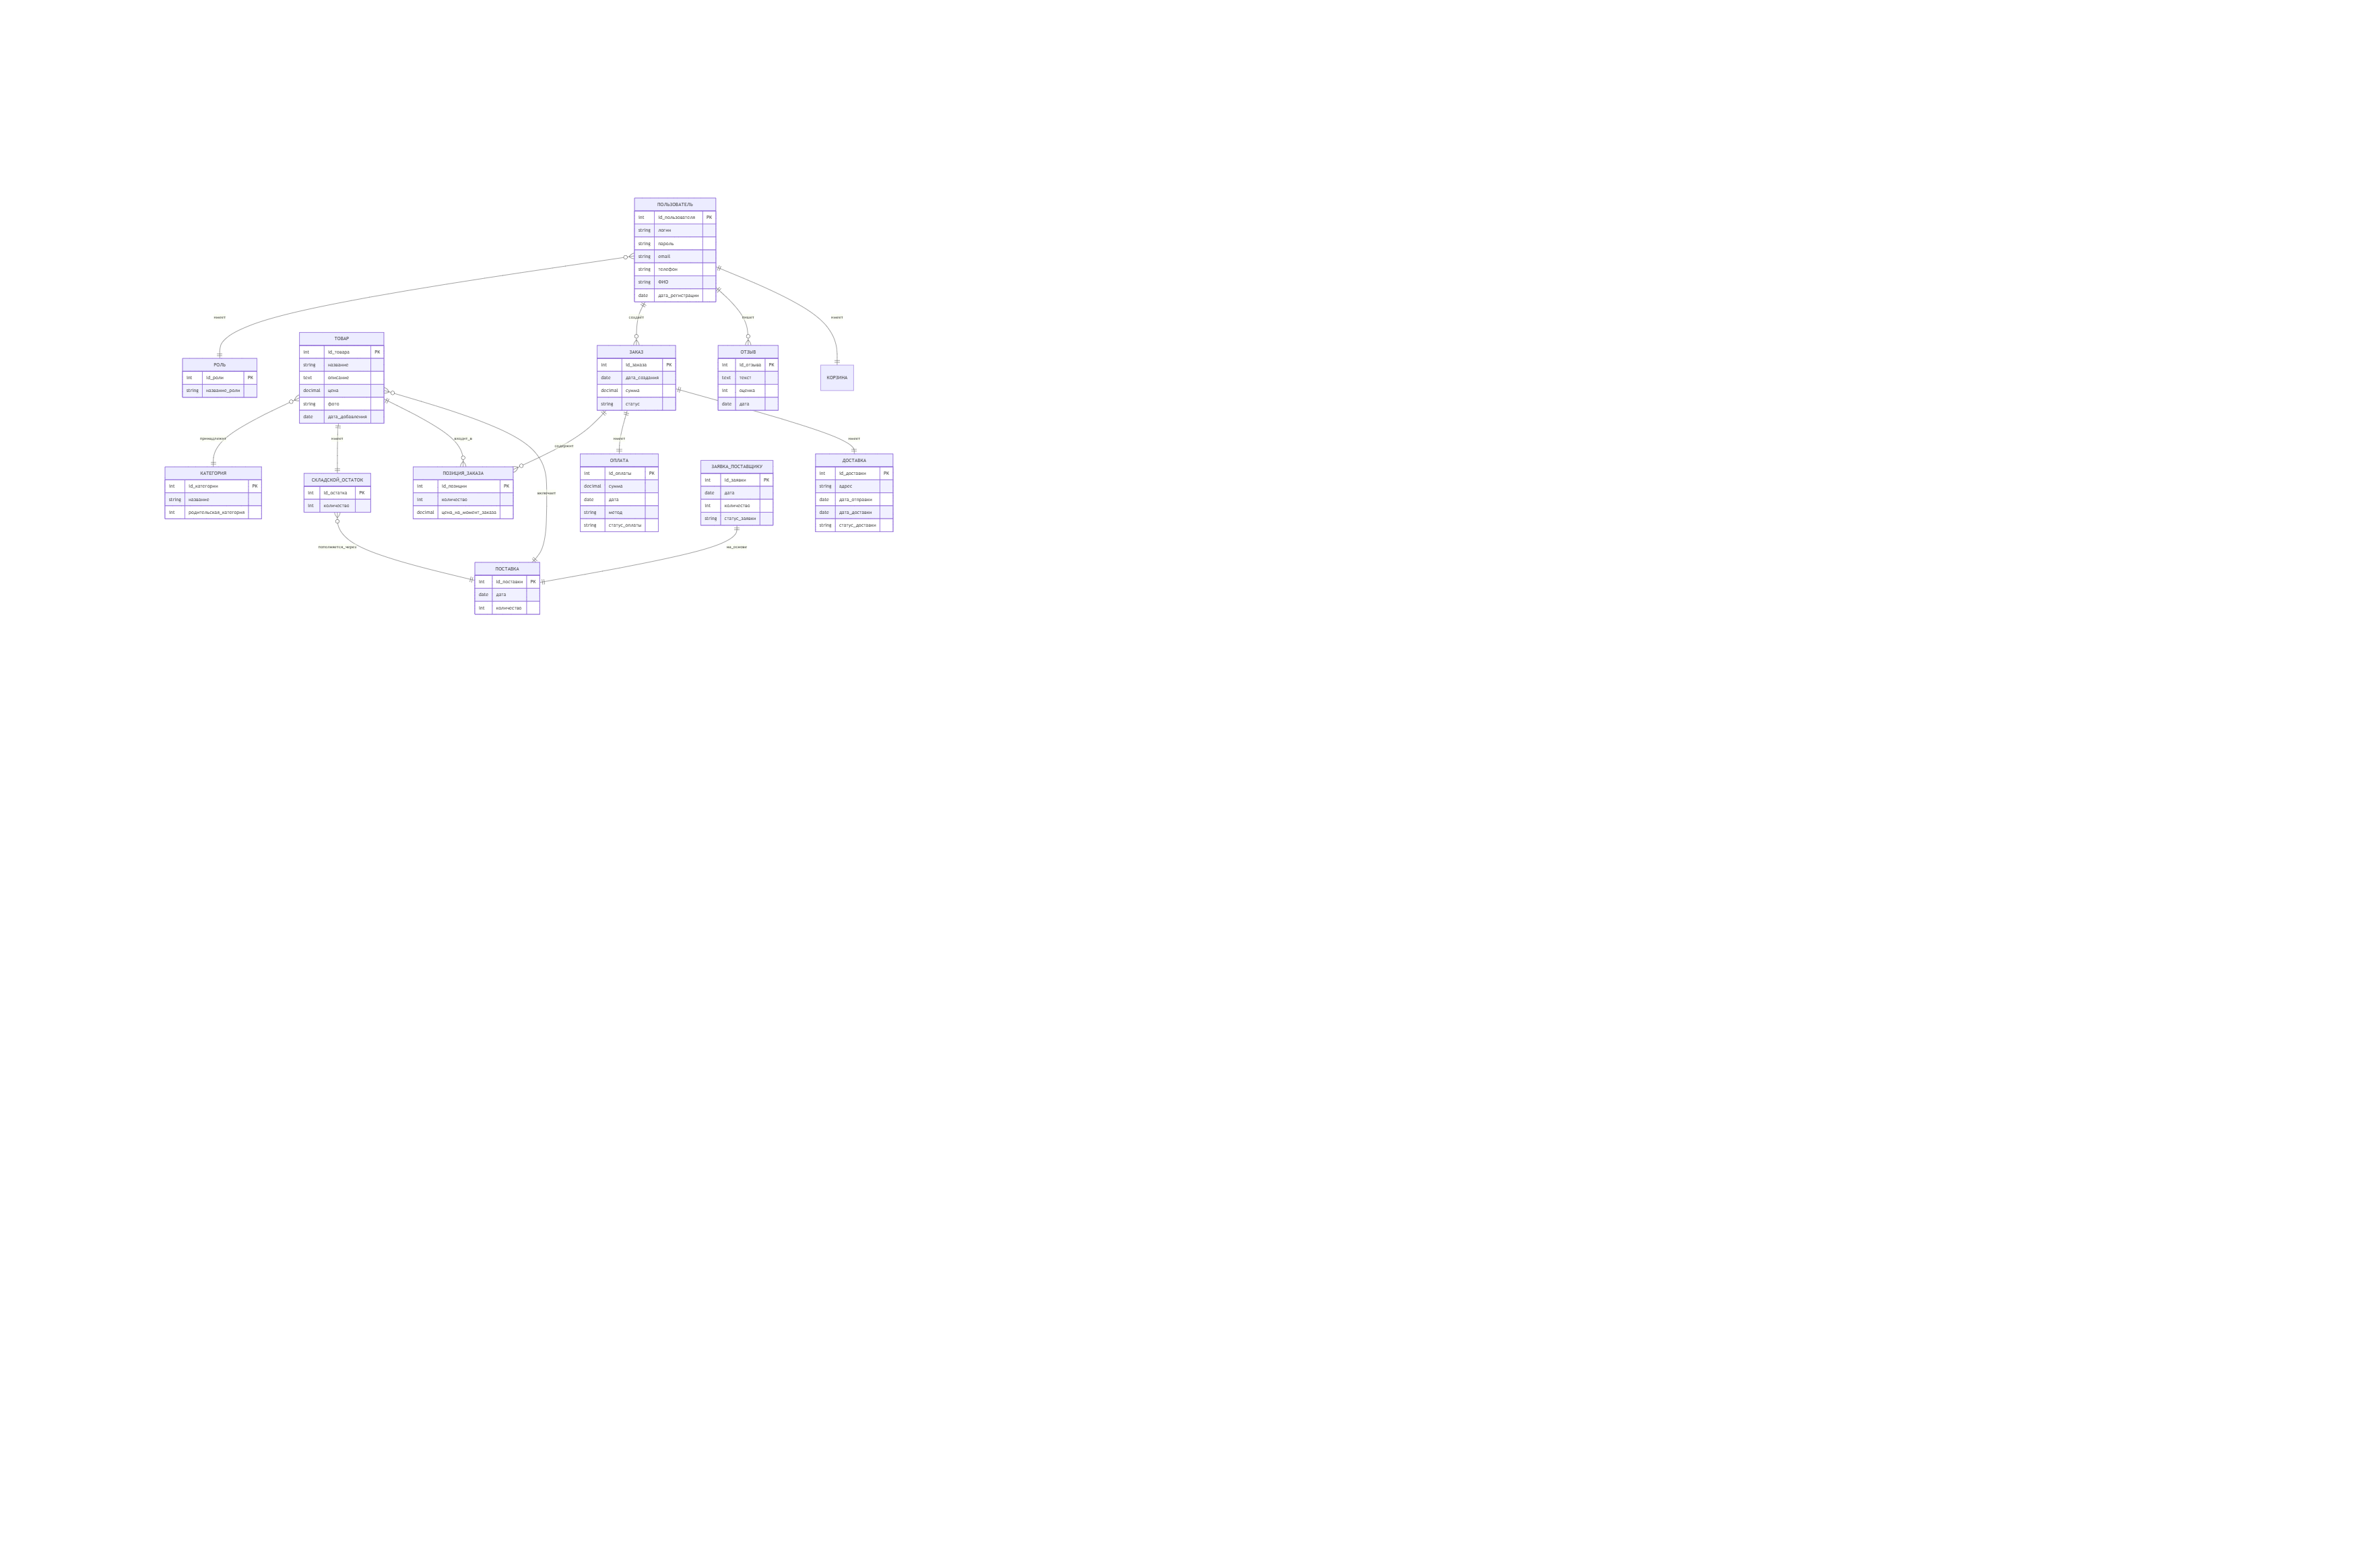 ПОЛЬЗОВАТЕЛЬ
int id_пользователя PK
string логин
string пароль
string email
string телефон
string ФИО
date дата_регистрации
имеет
создает
пишет
имеет
ТОВАР
int id_товара PK
string название
text описание
decimal цена
string фото
date дата_добавления
РОЛЬ
int id_роли PK
string название_роли
ЗАКАЗ
int id_заказа PK
date дата_создания
decimal сумма
string статус
ОТЗЫВ
int id_отзыва PK
text текст
int оценка
date дата
КОРЗИНА
принадлежит
имеет
входит_в
содержит
имеет
имеет
КАТЕГОРИЯ
int id_категории PK
string название
int родительская_категория
СКЛАДСКОЙ_ОСТАТОК
int id_остатка PK
int количество
ПОЗИЦИЯ_ЗАКАЗА
int id_позиции PK
int количество
decimal цена_на_момент_заказа
включает
ОПЛАТА
int id_оплаты PK
decimal сумма
date дата
string метод
string статус_оплаты
ЗАЯВКА_ПОСТАВЩИКУ
int id_заявки PK
date дата
int количество
string статус_заявки
ДОСТАВКА
int id_доставки PK
string адрес
date дата_отправки
date дата_доставки
string статус_доставки
пополняется_через
на_основе
ПОСТАВКА
int id_поставки PK
date дата
int количество